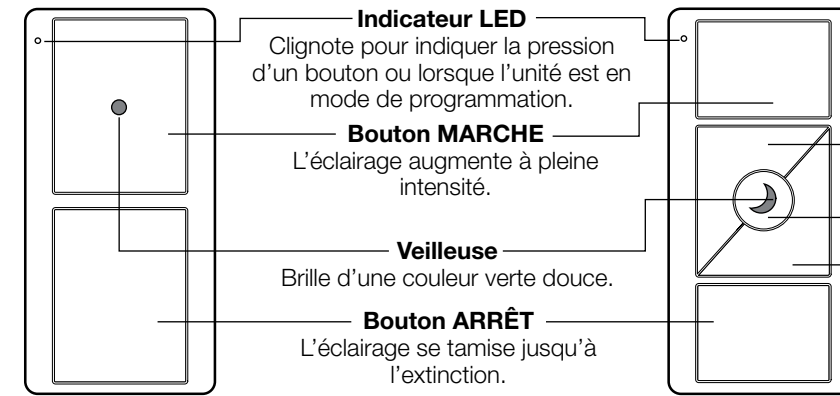 Indicateur LED
Clignote pour indiquer la pression
d’un bouton ou lorsque l’unité est en
mode de programmation.
Bouton MARCHE
L’éclairage augmente à pleine
intensité.
Veilleuse
Brille d’une couleur verte douce.
Bouton ARRÊT
L’éclairage se tamise jusqu’à
l’extinction.